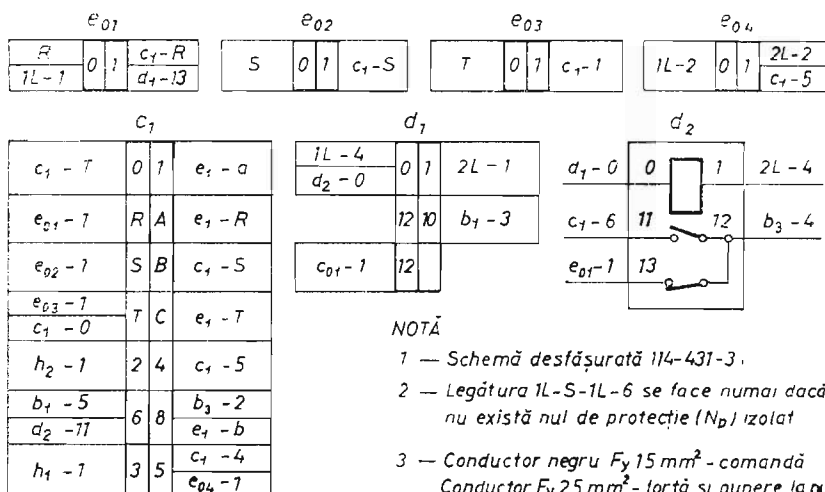 e01
R
1L-1
0 1
c1-R
d1-13
e02
S
0 1
c1-S
e03
T
0 1
c1-1
e04
1L-2
0 1
2L-2
c1-5
c1
c1 - T 0 1 e1 - a
e01-1 R A e1 - R
e02-1 S B c1 - S
e03-1
c1 - 0
T C e1 - T
h2 - 1 2 4 c1 - 5
b1 - 5
d2 - 11
6 8
b3 - 2
e1 - b
h1 - 1 3 5
c1 - 4
e04-1
d1
1L - 4
d2 - 0
0 1 2L - 1
12 10 b1 - 3
c01-1 12
d2
d1-0 0 1 2L-4
c1-6 11 12 b3-4
e01-1 13
NOTĂ
1 — Schemă desfășurată 114-431-3
2 — Legătura 1L-S-1L-6 se face numai dacă
nu există nul de protecție (Np) izolat
3 — Conductor negru Fy 15 mm² - comandă
Conductor Fy 25 mm² - forță și punere la